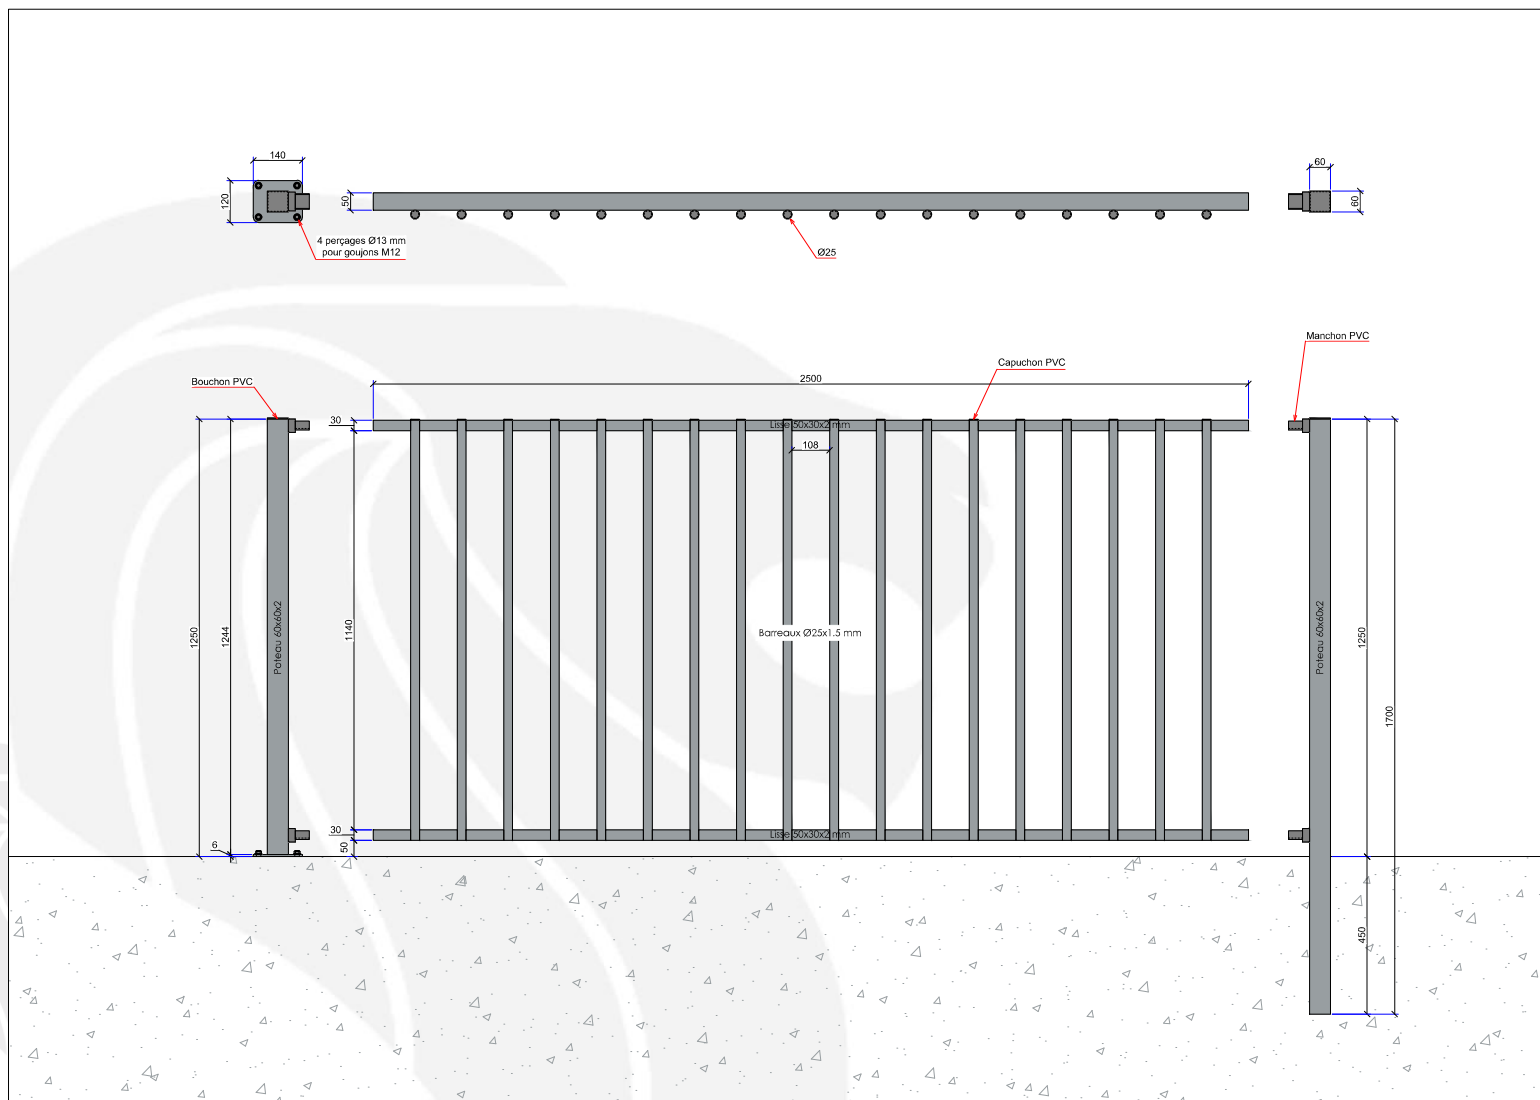 140
120
4 perçages Ø13 mm
pour goujons M12
50
Ø25
60
60
Bouchon PVC
2500
Capuchon PVC
Manchon PVC
30
Lisse 50x30x2 mm
108
1250
1244
Poteau 60x60x2
1140
Barreaux Ø25x1.5 mm
Poteau 60x60x2
1250
1700
30
Lisse 50x30x2 mm
6
50
450